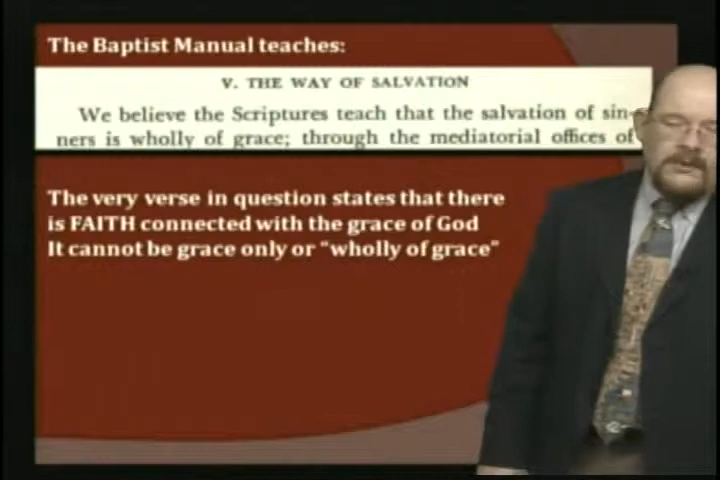 The Baptist Manual teaches:
V. THE WAY OF SALVATION
We believe the Scriptures teach that the salvation of sin-
ners is wholly of grace; through the mediatorial offices of
The very verse in question states that there
is FAITH connected with the grace of God
It cannot be grace only or "wholly of grace"